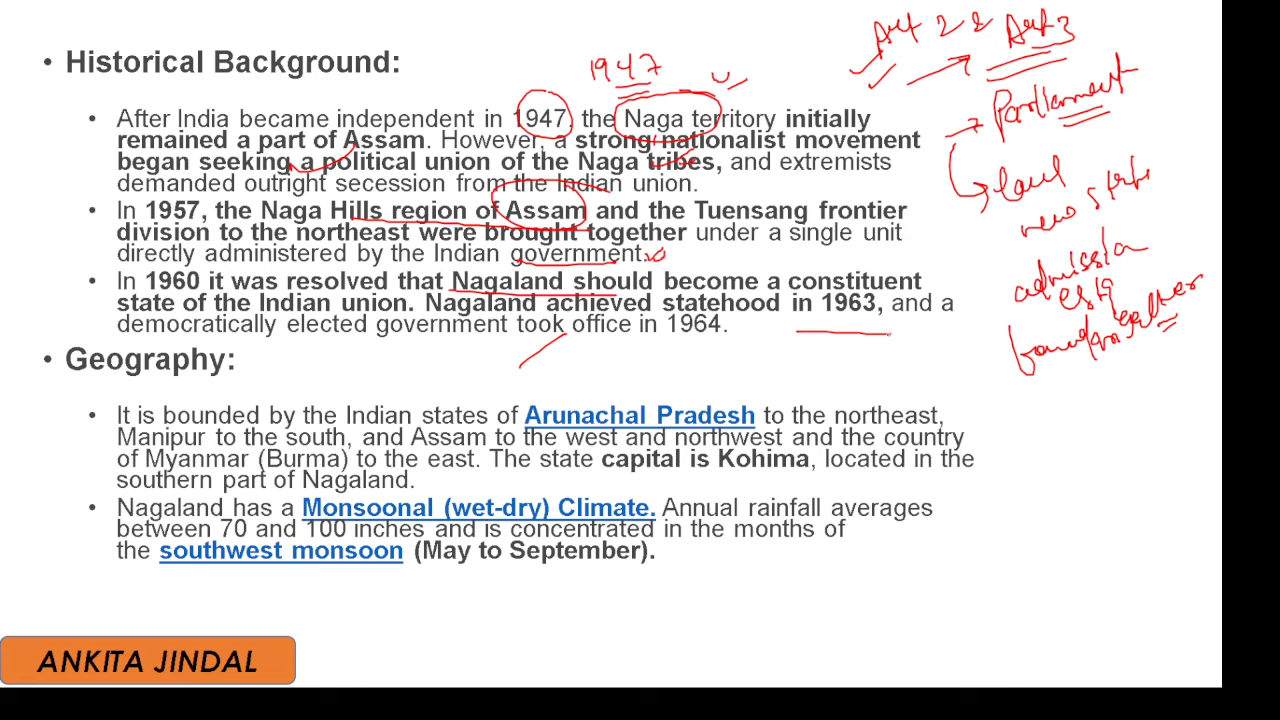 Art 2 & Art 3
• Historical Background:
1947
Parliament
• After India became independent in 1947, the Naga territory initially
remained a part of Assam. However, a strong nationalist movement
began seeking a political union of the Naga tribes, and extremists
demanded outright secession from the Indian union.
new state
• In 1957, the Naga Hills region of Assam and the Tuensang frontier
division to the northeast were brought together under a single unit
directly administered by the Indian government.
admission
• In 1960 it was resolved that Nagaland should become a constituent
state of the Indian union. Nagaland achieved statehood in 1963, and a
democratically elected government took office in 1964.
• Geography:
• It is bounded by the Indian states of Arunachal Pradesh to the northeast,
Manipur to the south, and Assam to the west and northwest and the country
of Myanmar (Burma) to the east. The state capital is Kohima, located in the
southern part of Nagaland.
• Nagaland has a Monsoonal (wet-dry) Climate. Annual rainfall averages
between 70 and 100 inches and is concentrated in the months of
the southwest monsoon (May to September).
ANKITA JINDAL